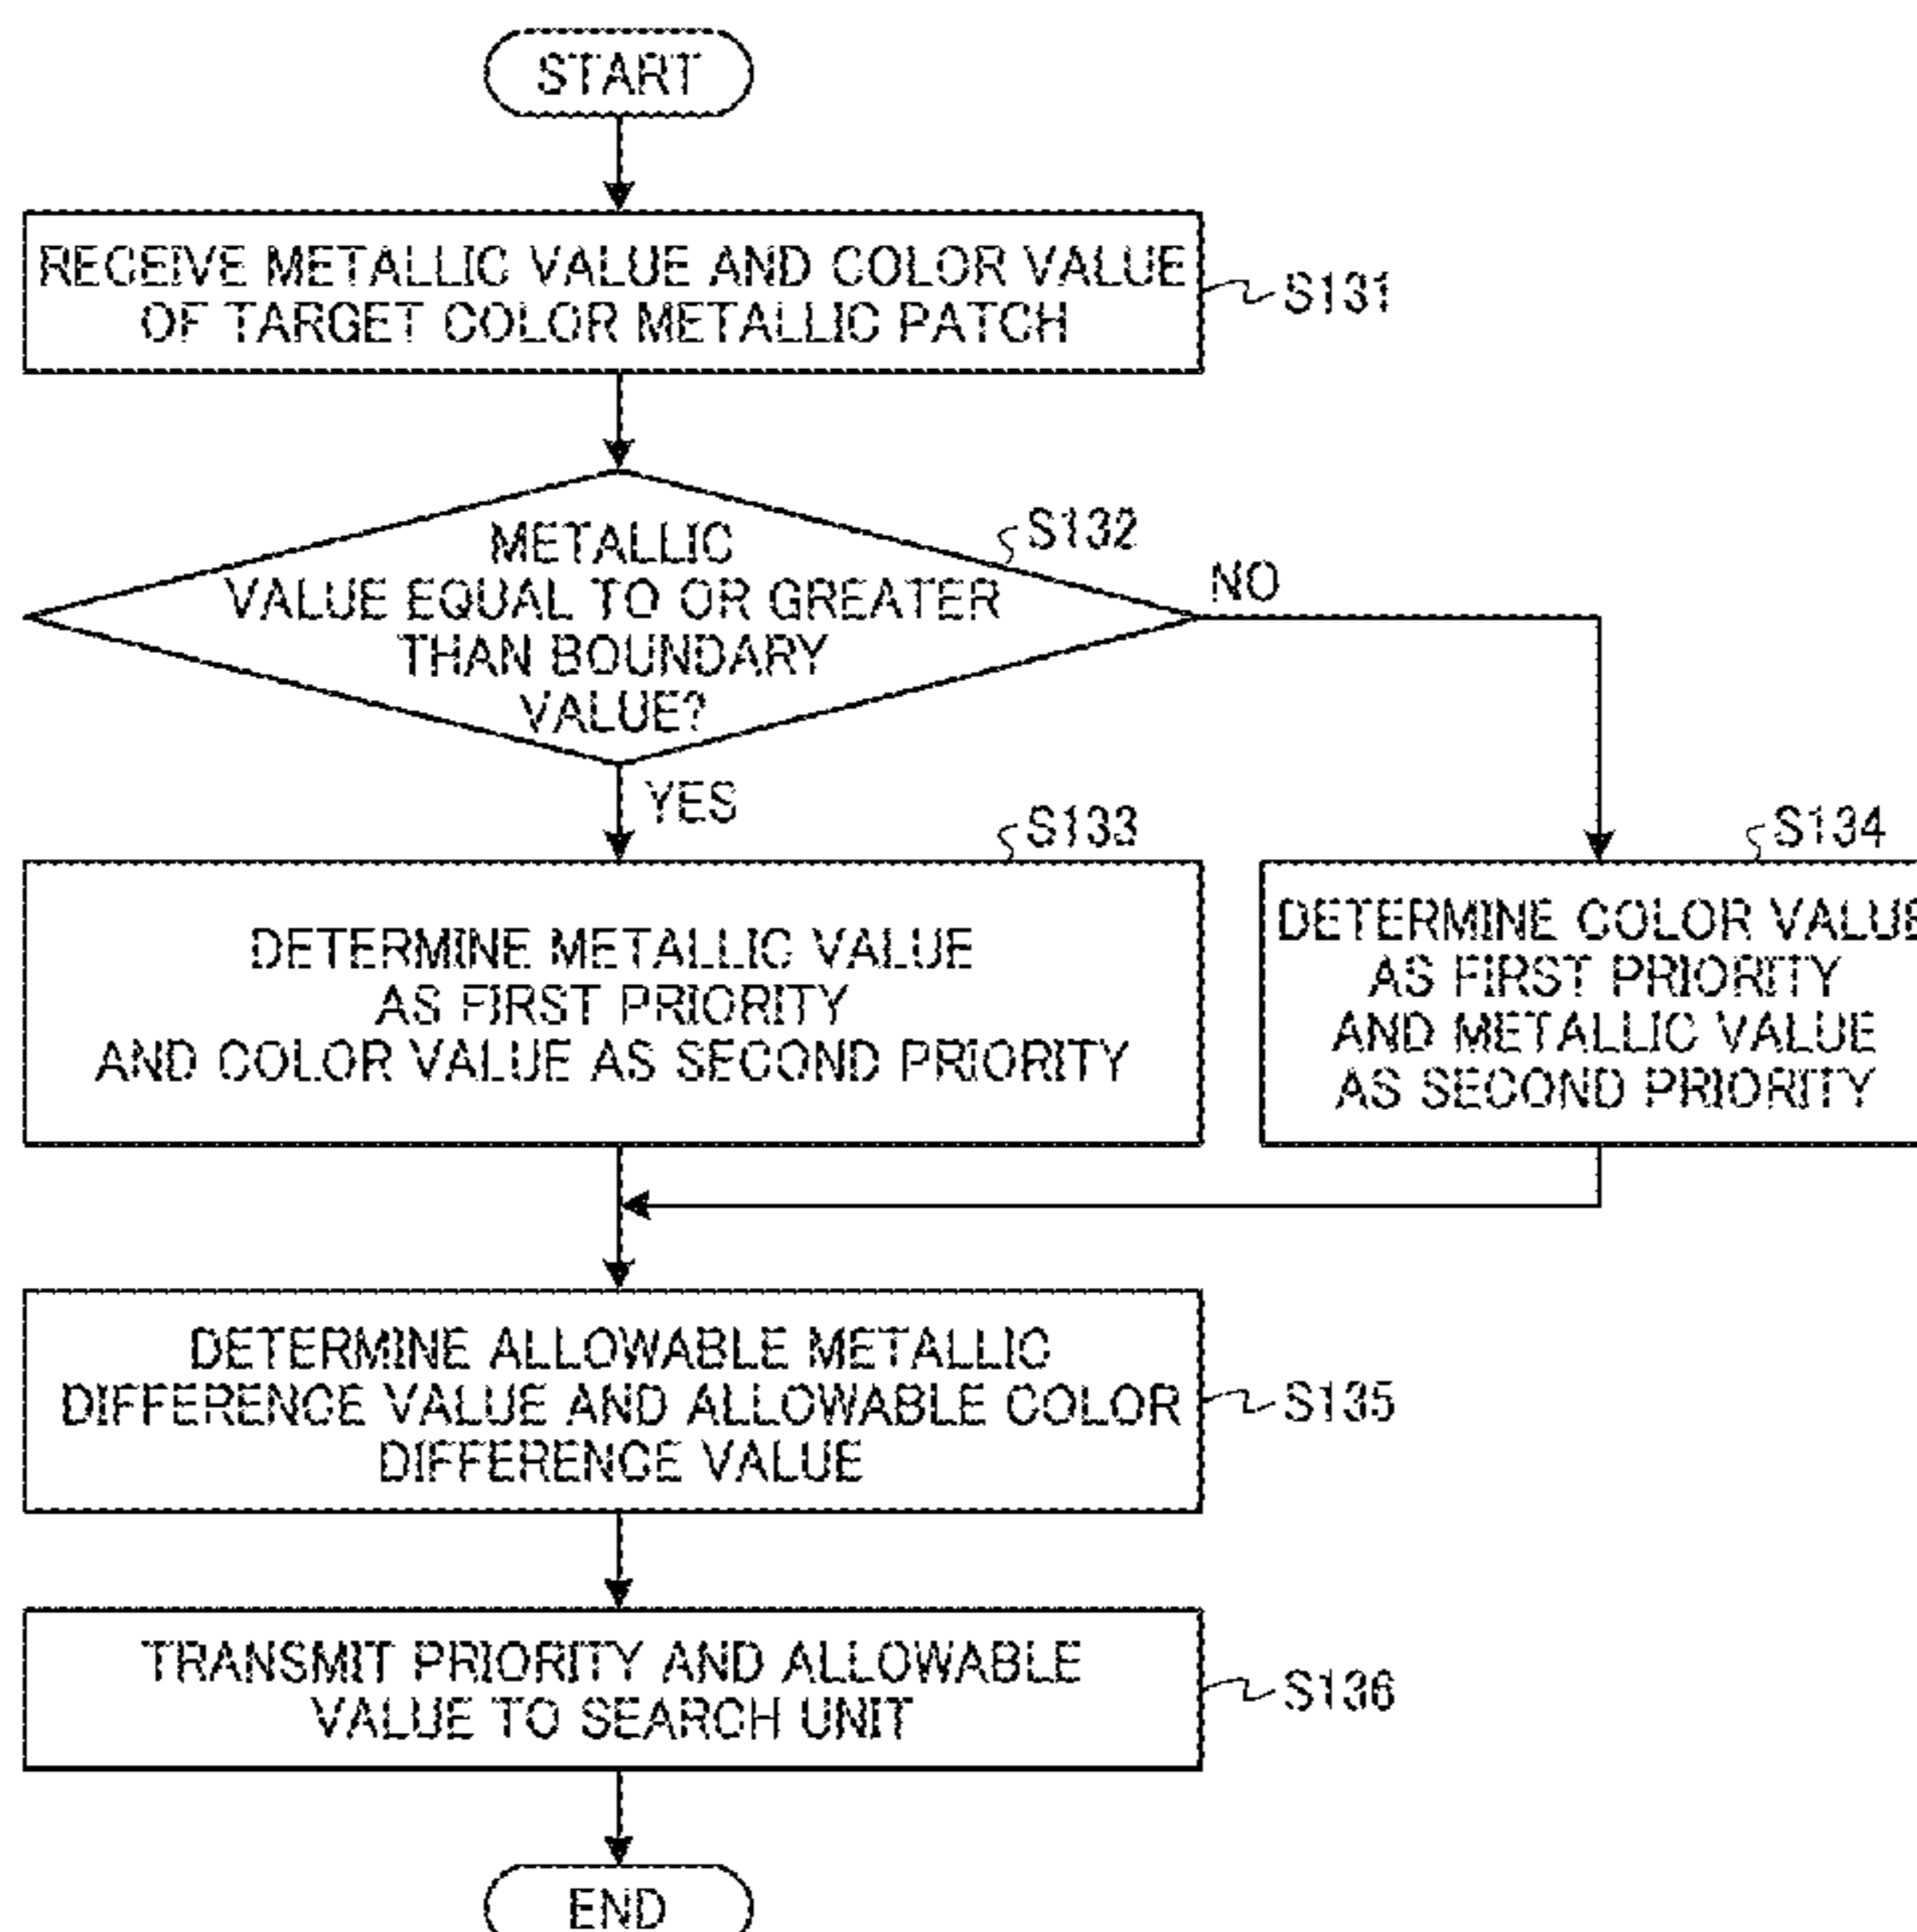 START
RECEIVE METALLIC VALUE AND COLOR VALUE
OF TARGET COLOR METALLIC PATCH
S131
METALLIC
VALUE EQUAL TO OR GREATER
THAN BOUNDARY
VALUE?
S132
NO
YES
S133
DETERMINE METALLIC VALUE
AS FIRST PRIORITY
AND COLOR VALUE AS SECOND PRIORITY
S134
DETERMINE COLOR VALUE
AS FIRST PRIORITY
AND METALLIC VALUE
AS SECOND PRIORITY
DETERMINE ALLOWABLE METALLIC
DIFFERENCE VALUE AND ALLOWABLE COLOR
DIFFERENCE VALUE
S135
TRANSMIT PRIORITY AND ALLOWABLE
VALUE TO SEARCH UNIT
S136
END